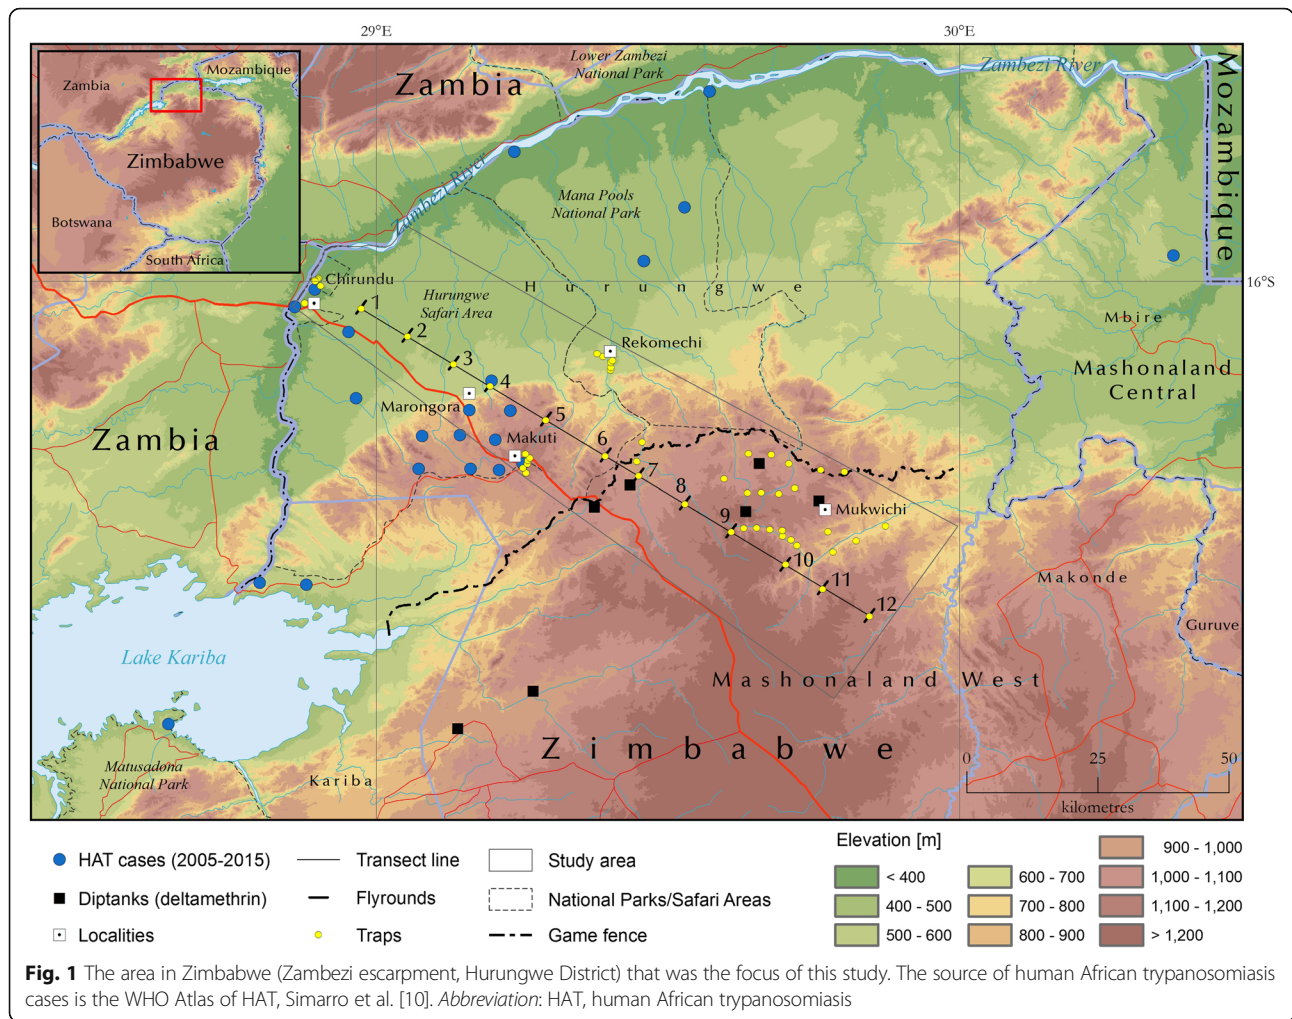 29°E
30°E
Lower Zambezi
National Park
Zambezi River
Mozambique
Zambia
Zambia
Mozambique
Zimbabwe
Botswana
South Africa
Zambezi River
Mana Pools
National Park
Chirundu
Hurungwe
16°S
Hurungwe
Safari Area
1
2
3
4
5
6
7
8
9
10
11
12
Rekomechi
Mbire
Mashonaland
Central
Marongora
Makuti
Zambia
Mukwichi
Makonde
Guruve
Lake Kariba
Mashonaland West
Zimbabwe
Matusadona
National Park
Kariba
0
25
50
kilometres
HAT cases (2005-2015)
Transect line
Study area
Diptanks (deltamethrin)
Flyrounds
National Parks/Safari Areas
Localities
Traps
Game fence
Elevation [m]
< 400
400 - 500
500 - 600
600 - 700
700 - 800
800 - 900
900 - 1,000
1,000 - 1,100
1,100 - 1,200
> 1,200
Fig. 1 The area in Zimbabwe (Zambezi escarpment, Hurungwe District) that was the focus of this study. The source of human African trypanosomiasis
cases is the WHO Atlas of HAT, Simarro et al. [10]. Abbreviation: HAT, human African trypanosomiasis